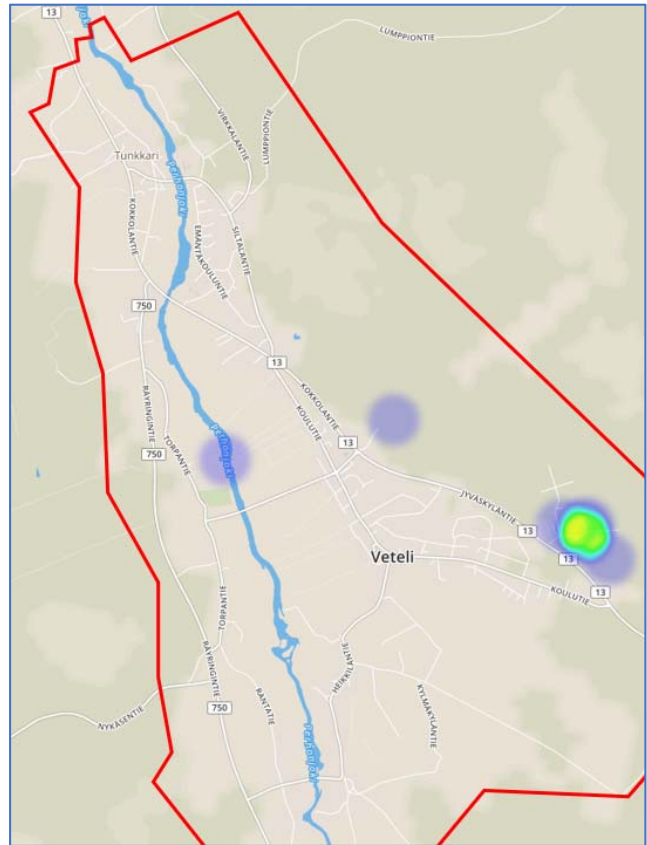 13
Perhonjoki
LUMPPIONTIE
VIRKKALANTIE
LUMPPIONTIE
Tunkkari
Perhonjoki
KOKKOLANTIE
EMÄNTÄKOULUNTIE
SILTALANTIE
750
13
RÄYRINGINTIE
TORPANTIE
KOKKOLANTIE
KOULUTIE
13
Perhonjoki
750
JYVÄSKYLÄNTIE
13
Veteli
13
KOULUTIE
13
TORPANTIE
RÄYRINGINTIE
HEIKKILÄNTIE
KYLMÄKYLÄNTIE
RANTATIE
750
NYKÄSENTIE
Perhonjoki